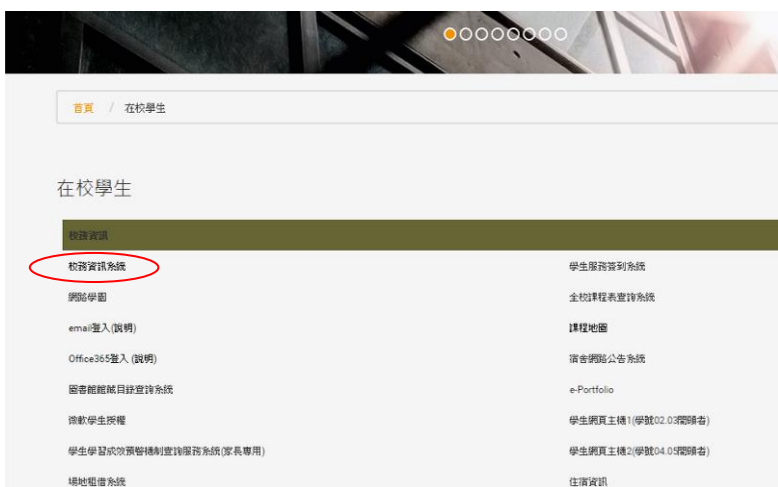 首頁 / 在校學生
在校學生
校務資訊
校務資訊系統
學生服務簽到系統
網路學園
全校課程表查詢系統
email登入(說明)
課程地圖
Office365登入 (說明)
宿舍網路公告系統
圖書館館藏目錄查詢系統
e-Portfolio
微軟學生授權
學生網頁主機1(學號02.03開頭者)
學生學習成效預警機制查詢服務系統(家長專用)
學生網頁主機2(學號04.05開頭者)
場地租借系統
住宿資訊